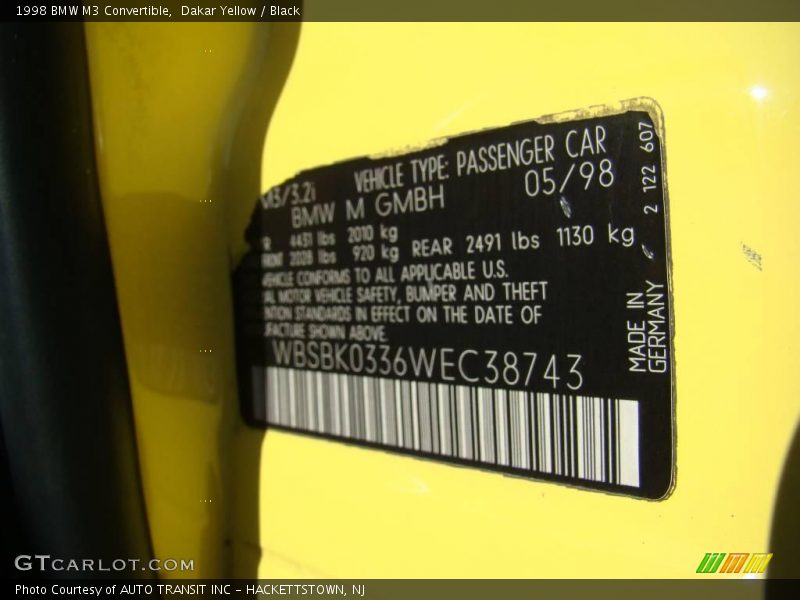 1998 BMW M3 Convertible,  Dakar Yellow / Black
M3/3.2i VEHICLE TYPE: PASSENGER CAR
BMW M GMBH 05/98
4431 lbs 2010 kg
2028 lbs 920 kg REAR 2491 lbs 1130 kg
VEHICLE CONFORMS TO ALL APPLICABLE U.S.
AL MOTOR VEHICLE SAFETY, BUMPER AND THEFT
NTION STANDARDS IN EFFECT ON THE DATE OF
UFACTURE SHOWN ABOVE.
WBSBK0336WEC38743
MADE IN
GERMANY
2 122 607
GTCARLOT.COM
Photo Courtesy of AUTO TRANSIT INC - HACKETTSTOWN, NJ